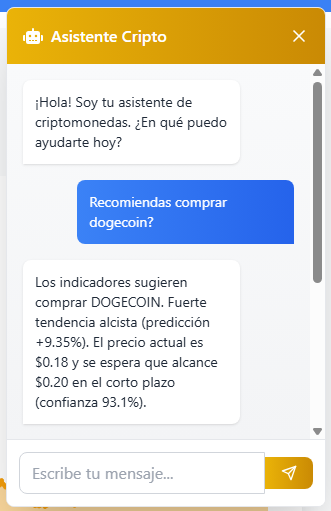 Asistente Cripto
¡Hola! Soy tu asistente de
criptomonedas. ¿En qué puedo
ayudarte hoy?
Recomiendas comprar
dogecoin?
Los indicadores sugieren
comprar DOGECOIN. Fuerte
tendencia alcista (predicción
+9.35%). El precio actual es
$0.18 y se espera que alcance
$0.20 en el corto plazo
(confianza 93.1%).
Escribe tu mensaje...